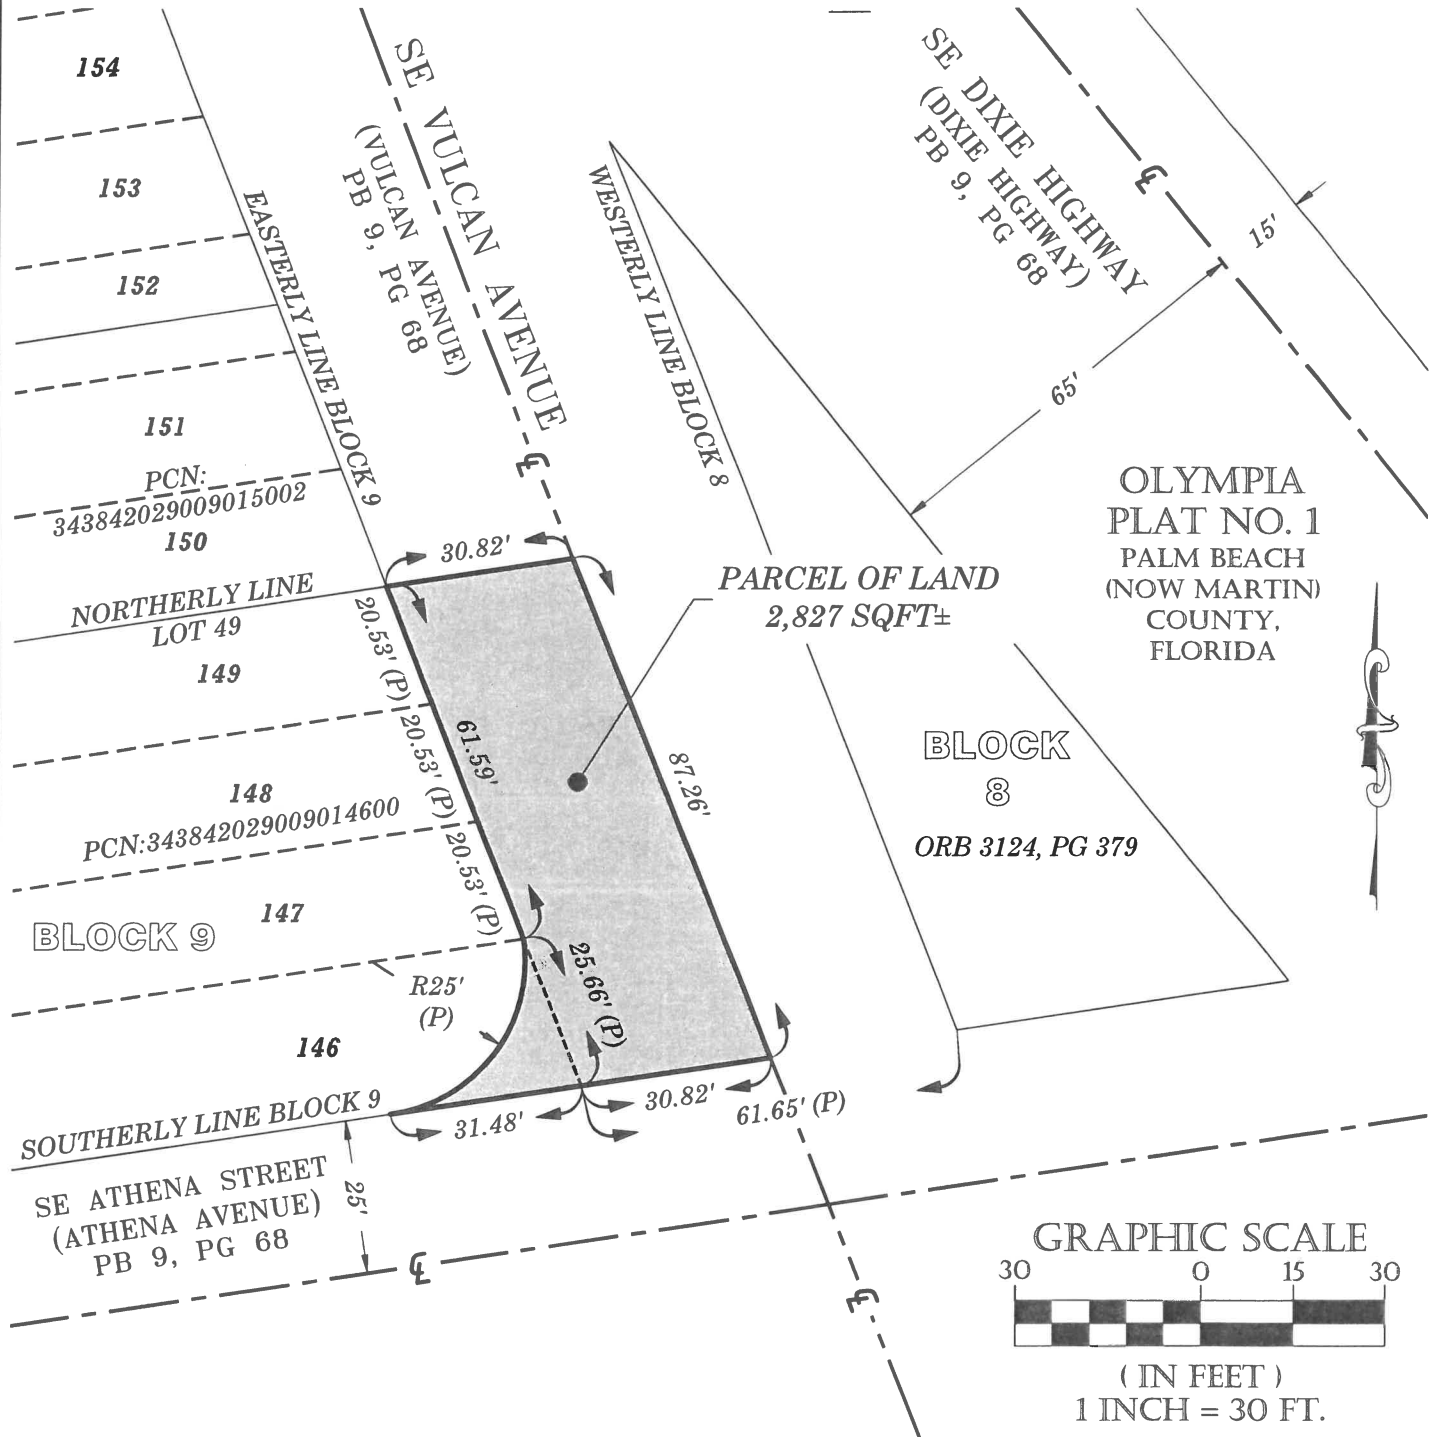 154
153
152
151
PCN:
343842029009015002
150
NORTHERLY LINE
LOT 49
149
148
PCN:343842029009014600
147
BLOCK 9
146
R25'
(P)
SOUTHERLY LINE BLOCK 9
SE ATHENA STREET
(ATHENA AVENUE)
PB 9, PG 68
25'
EASTERLY LINE BLOCK 9
SE VULCAN AVENUE
(VULCAN AVENUE)
PB 9, PG 68
30.82'
20.53' (P)
20.53' (P)
20.53' (P)
61.59'
87.26'
25.66' (P)
31.48'
30.82'
61.65' (P)
WESTERLY LINE BLOCK 8
PARCEL OF LAND
2,827 SQFT±
SE DIXIE HIGHWAY
(DIXIE HIGHWAY)
PB 9, PG 68
15'
65'
OLYMPIA
PLAT NO. 1
PALM BEACH
(NOW MARTIN)
COUNTY,
FLORIDA
BLOCK
8
ORB 3124, PG 379
GRAPHIC SCALE
30 0 15 30
( IN FEET )
1 INCH = 30 FT.